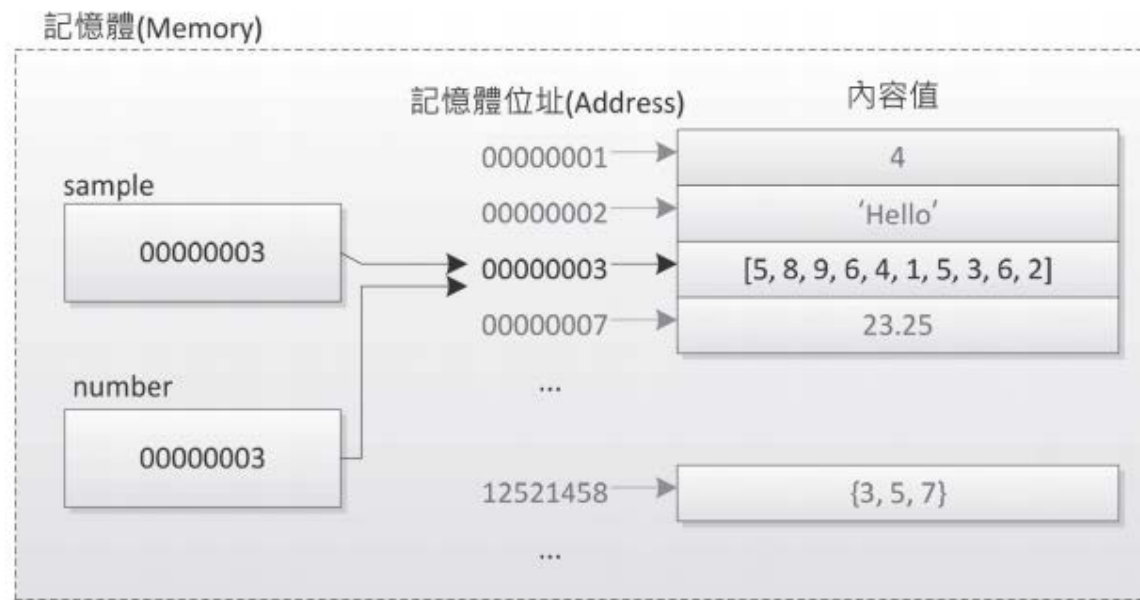 記憶體(Memory)
記憶體位址(Address)
內容值
00000001
4
sample
00000002
'Hello'
00000003
00000003
[5, 8, 9, 6, 4, 1, 5, 3, 6, 2]
00000007
23.25
number
...
00000003
12521458
{3, 5, 7}
...